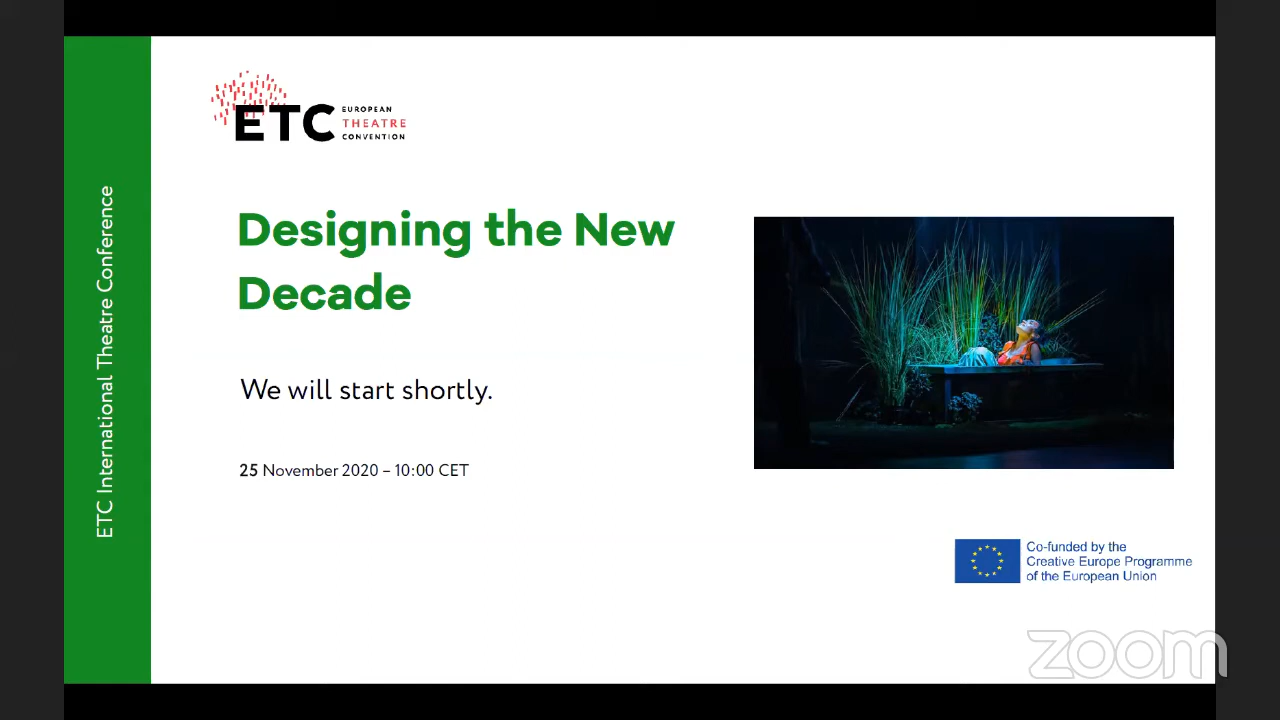 ETC International Theatre Conference
ETC
EUROPEAN
THEATRE
CONVENTION
Designing the New
Decade
We will start shortly.
25 November 2020 – 10:00 CET
Co-funded by the
Creative Europe Programme
of the European Union
zoom